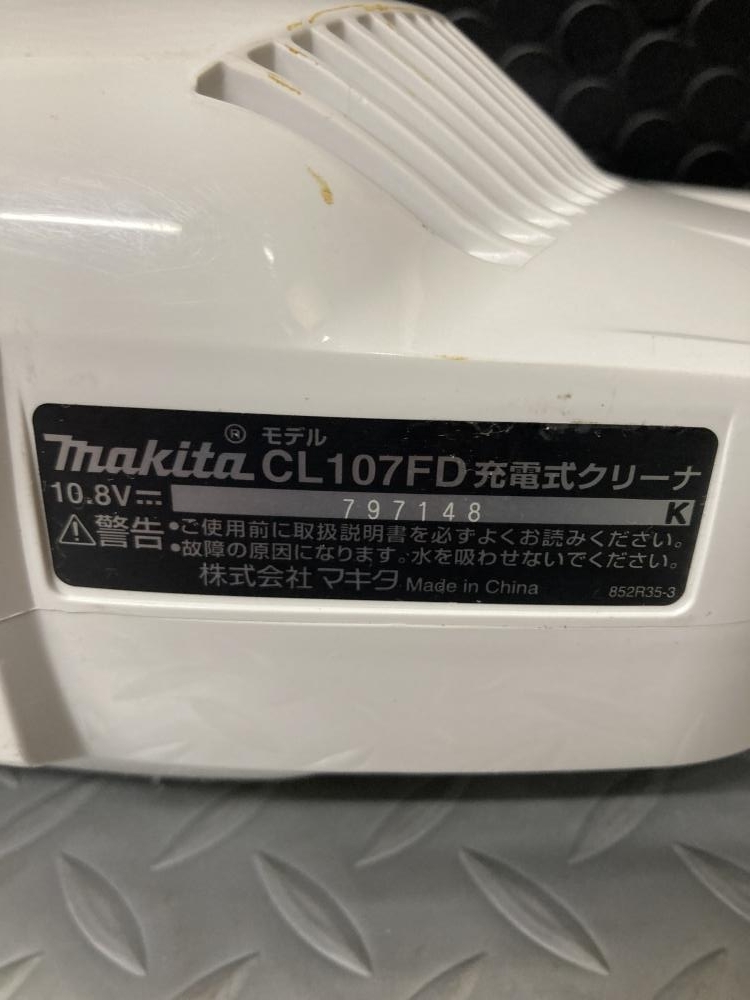 makita® モデル CL107FD 充電式クリーナ
10.8V⎓ 797148 K
⚠警告 •ご使用前に取扱説明書を必ずよくお読みください。
•故障の原因になります。水を吸わせないでください。
株式会社 マキタ Made in China 852R35-3